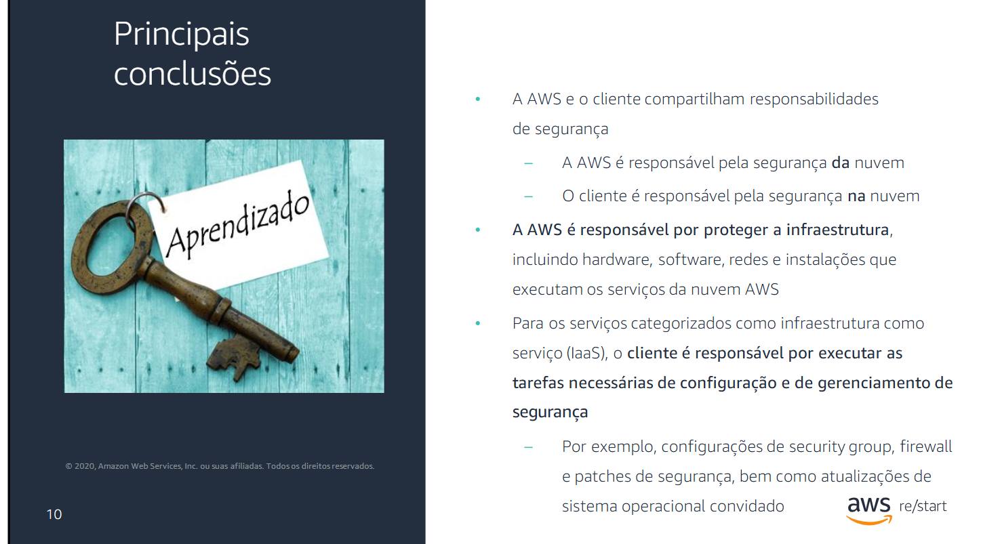 Principais
conclusões
Aprendizado
© 2020, Amazon Web Services, Inc. ou suas afiliadas. Todos os direitos reservados.
10
• A AWS e o cliente compartilham responsabilidades
de segurança
– A AWS é responsável pela segurança da nuvem
– O cliente é responsável pela segurança na nuvem
• A AWS é responsável por proteger a infraestrutura,
incluindo hardware, software, redes e instalações que
executam os serviços da nuvem AWS
• Para os serviços categorizados como infraestrutura como
serviço (IaaS), o cliente é responsável por executar as
tarefas necessárias de configuração e de gerenciamento de
segurança
– Por exemplo, configurações de security group, firewall
e patches de segurança, bem como atualizações de
sistema operacional convidado
aws re/start